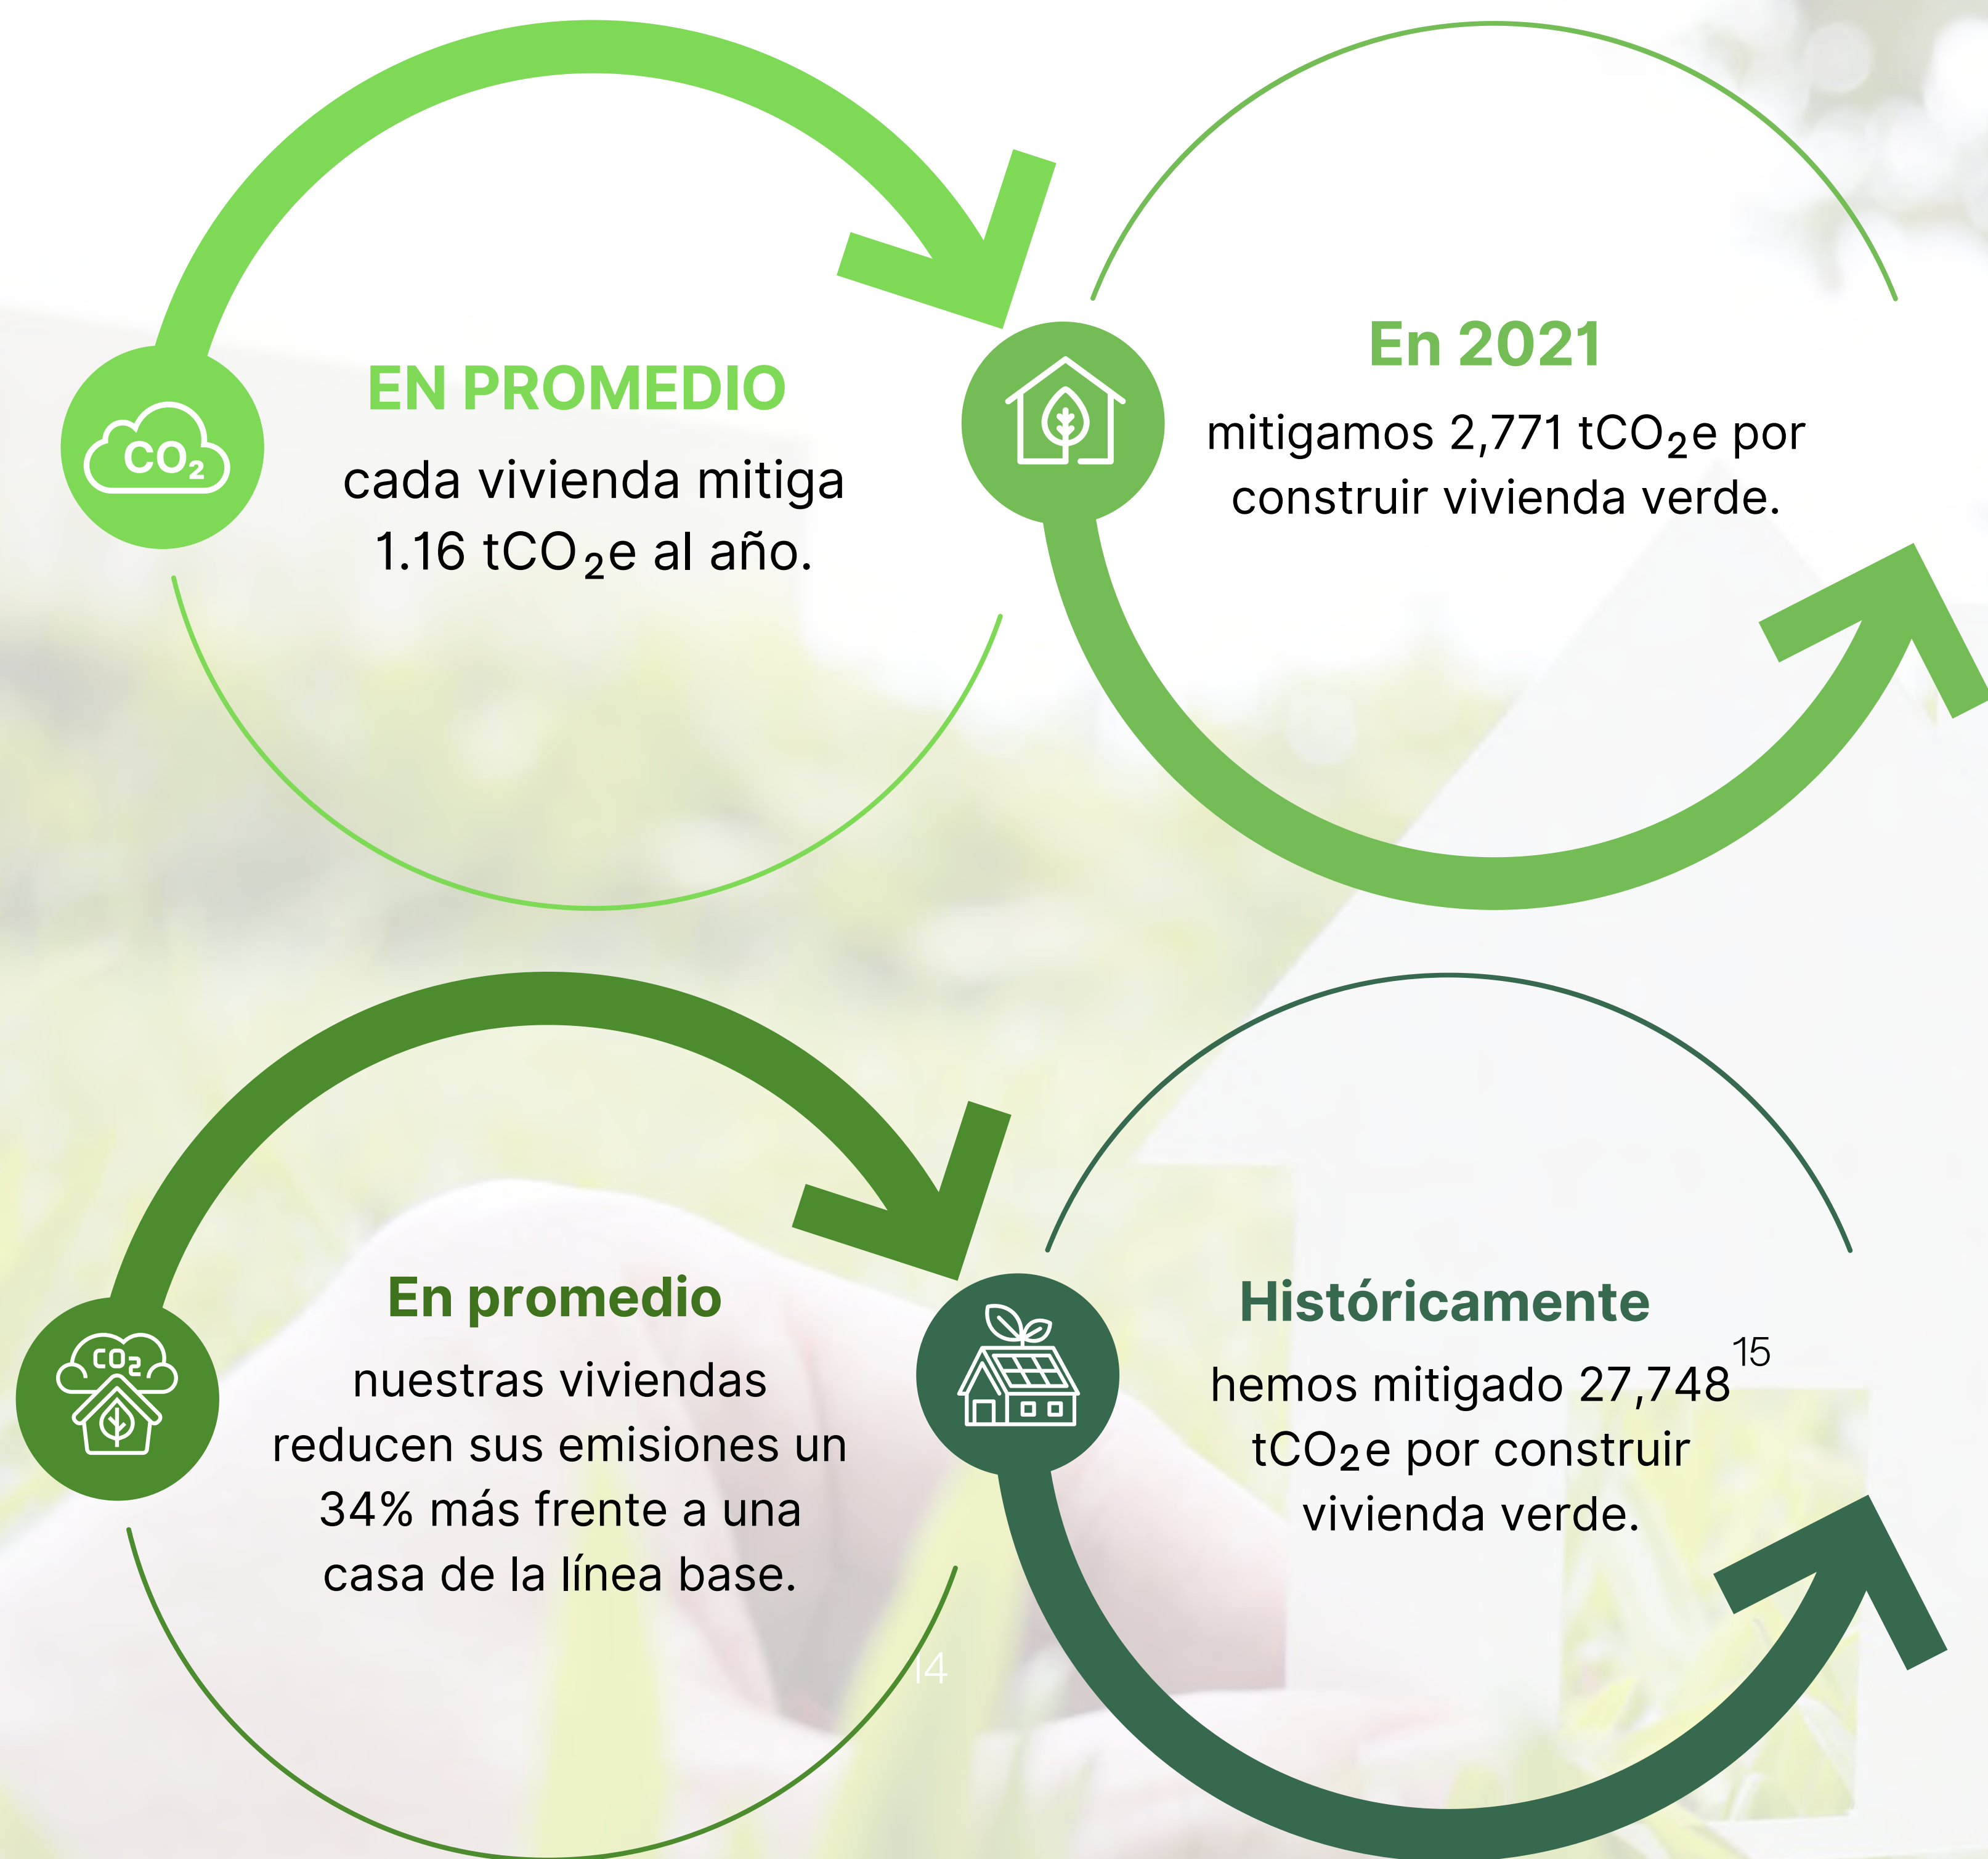 CO₂
EN PROMEDIO
cada vivienda mitiga
1.16 tCO₂e al año.
En 2021
mitigamos 2,771 tCO₂e por
construir vivienda verde.
CO₂
En promedio
nuestras viviendas
reducen sus emisiones un
34% más frente a una
casa de la línea base.
Históricamente
hemos mitigado 27,748¹⁵
tCO₂e por construir
vivienda verde.
14